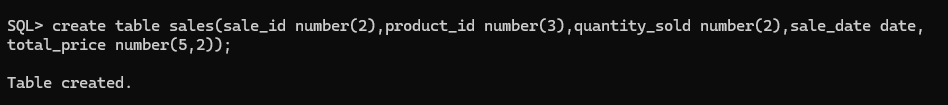 SQL> create table sales(sale_id number(2),product_id number(3),quantity_sold number(2),sale_date date,
total_price number(5,2));
Table created.